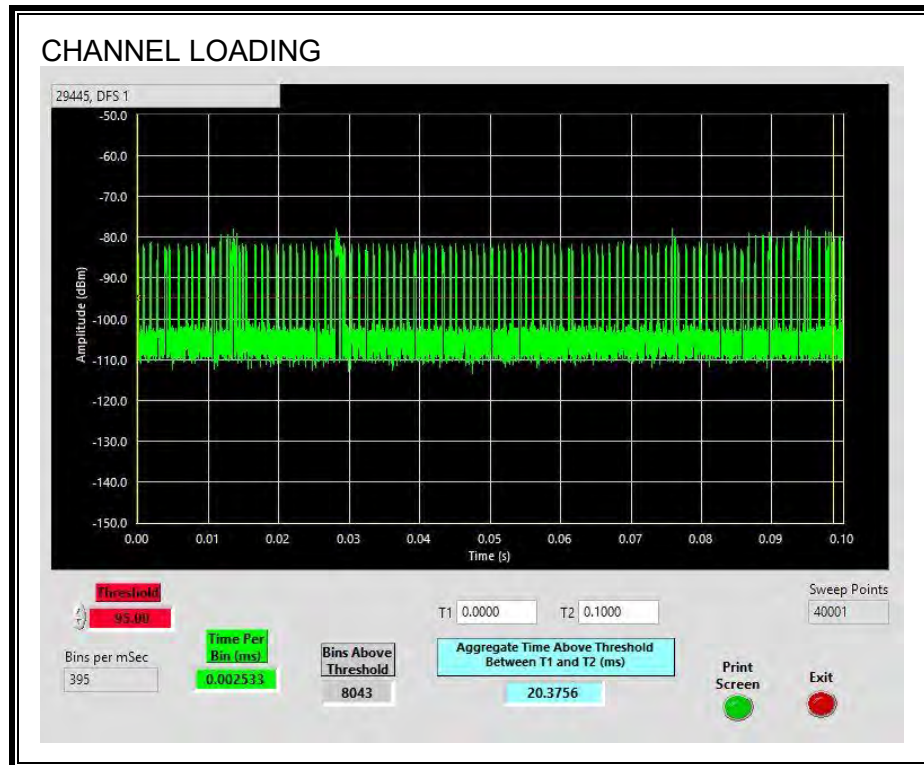 CHANNEL LOADING
29445, DFS 1
-50.0
-60.0
-70.0
-80.0
-90.0
-100.0
-110.0
-120.0
-130.0
-140.0
-150.0
Amplitude (dBm)
0.00 0.01 0.02 0.03 0.04 0.05 0.06 0.07 0.08 0.09 0.10
Time (s)
Threshold
95.00
T1 0.0000 T2 0.1000
Sweep Points
40001
Bins per mSec
395
Time Per
Bin (ms)
0.002533
Bins Above
Threshold
8043
Aggregate Time Above Threshold
Between T1 and T2 (ms)
20.3756
Print
Screen
Exit